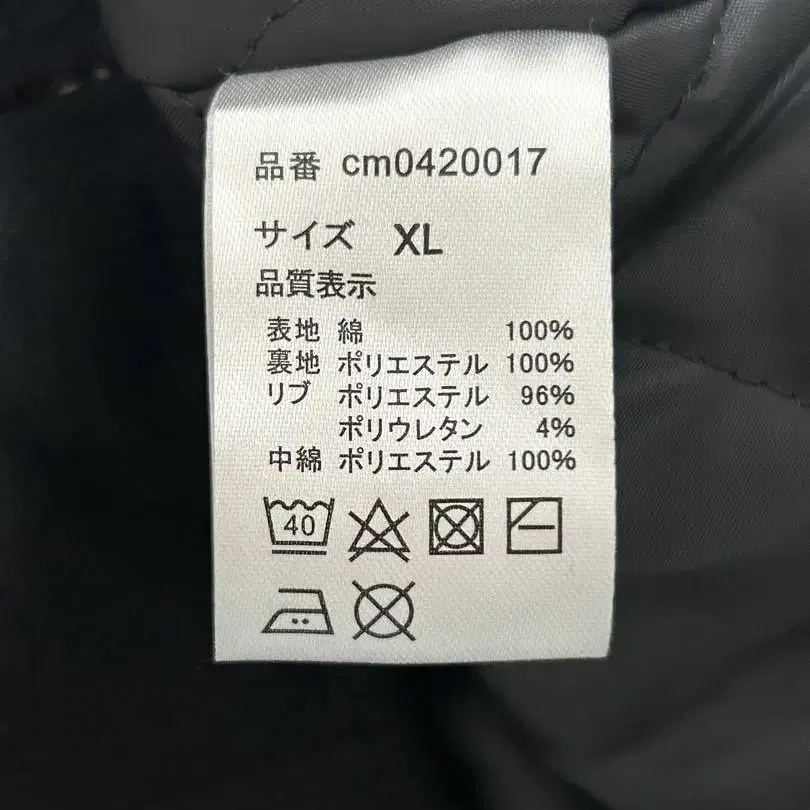 品番 cm0420017
サイズ XL
品質表示
表地 綿 100%
裏地 ポリエステル 100%
リブ ポリエステル 96%
ポリウレタン 4%
中綿 ポリエステル 100%
40